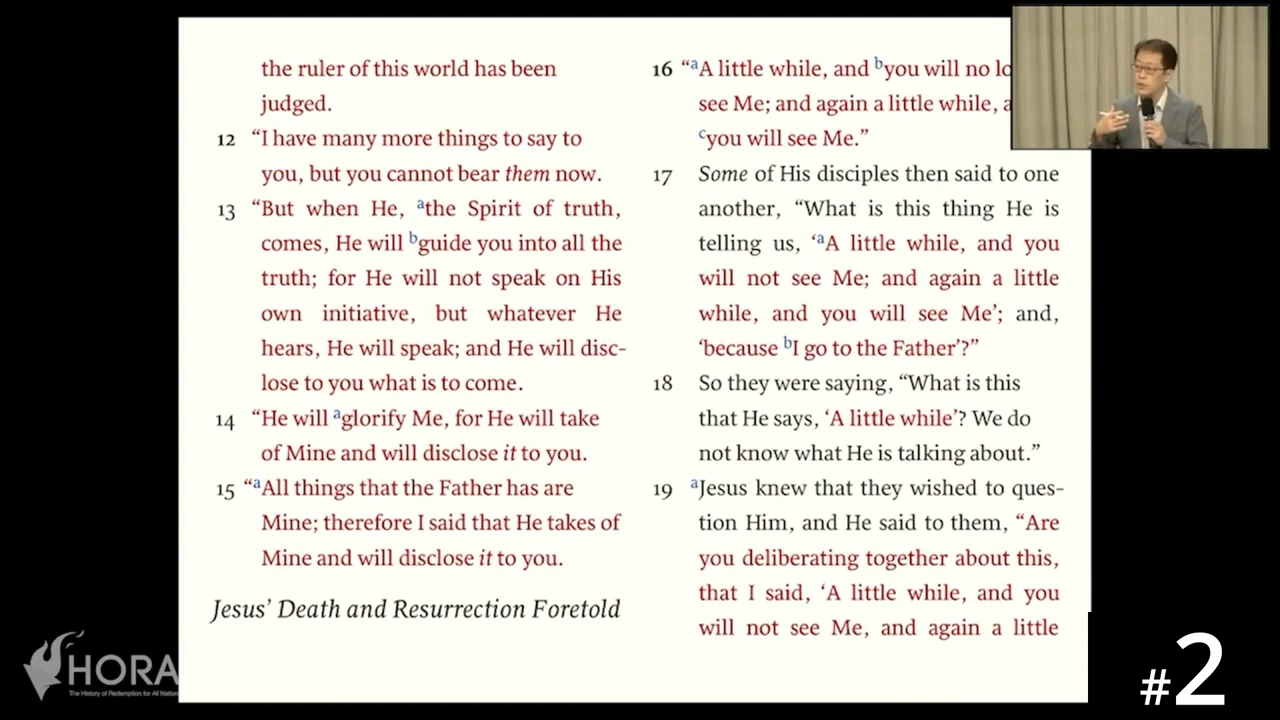 the ruler of this world has been
judged.
12 “I have many more things to say to
you, but you cannot bear them now.
13 “But when He, ᵃthe Spirit of truth,
comes, He will ᵇguide you into all the
truth; for He will not speak on His
own initiative, but whatever He
hears, He will speak; and He will disc-
lose to you what is to come.
14 “He will ᵃglorify Me, for He will take
of Mine and will disclose it to you.
15 “ᵃAll things that the Father has are
Mine; therefore I said that He takes of
Mine and will disclose it to you.
Jesus’ Death and Resurrection Foretold
16 “ᵃA little while, and ᵇyou will no lo
see Me; and again a little while, a
ᶜyou will see Me.”
17 Some of His disciples then said to one
another, “What is this thing He is
telling us, ‘ᵃA little while, and you
will not see Me; and again a little
while, and you will see Me’; and,
‘because ᵇI go to the Father’?”
18 So they were saying, “What is this
that He says, ‘A little while’? We do
not know what He is talking about.”
19 ᵃJesus knew that they wished to ques-
tion Him, and He said to them, “Are
you deliberating together about this,
that I said, ‘A little while, and you
will not see Me, and again a little
HORA
The History of Redemption for All Nation
#2